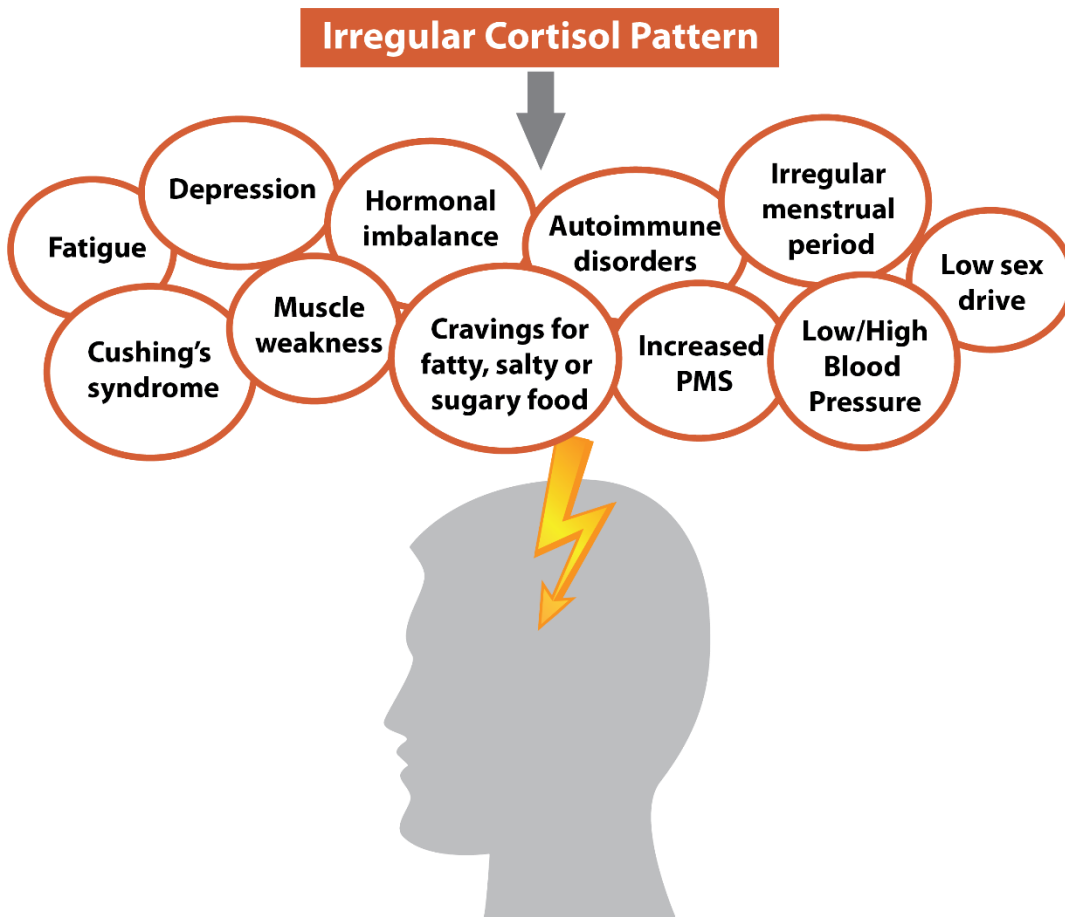 Irregular Cortisol Pattern
Fatigue
Depression
Hormonal
imbalance
Autoimmune
disorders
Irregular
menstrual
period
Low sex
drive
Cushing’s
syndrome
Muscle
weakness
Cravings for
fatty, salty or
sugary food
Increased
PMS
Low/High
Blood
Pressure